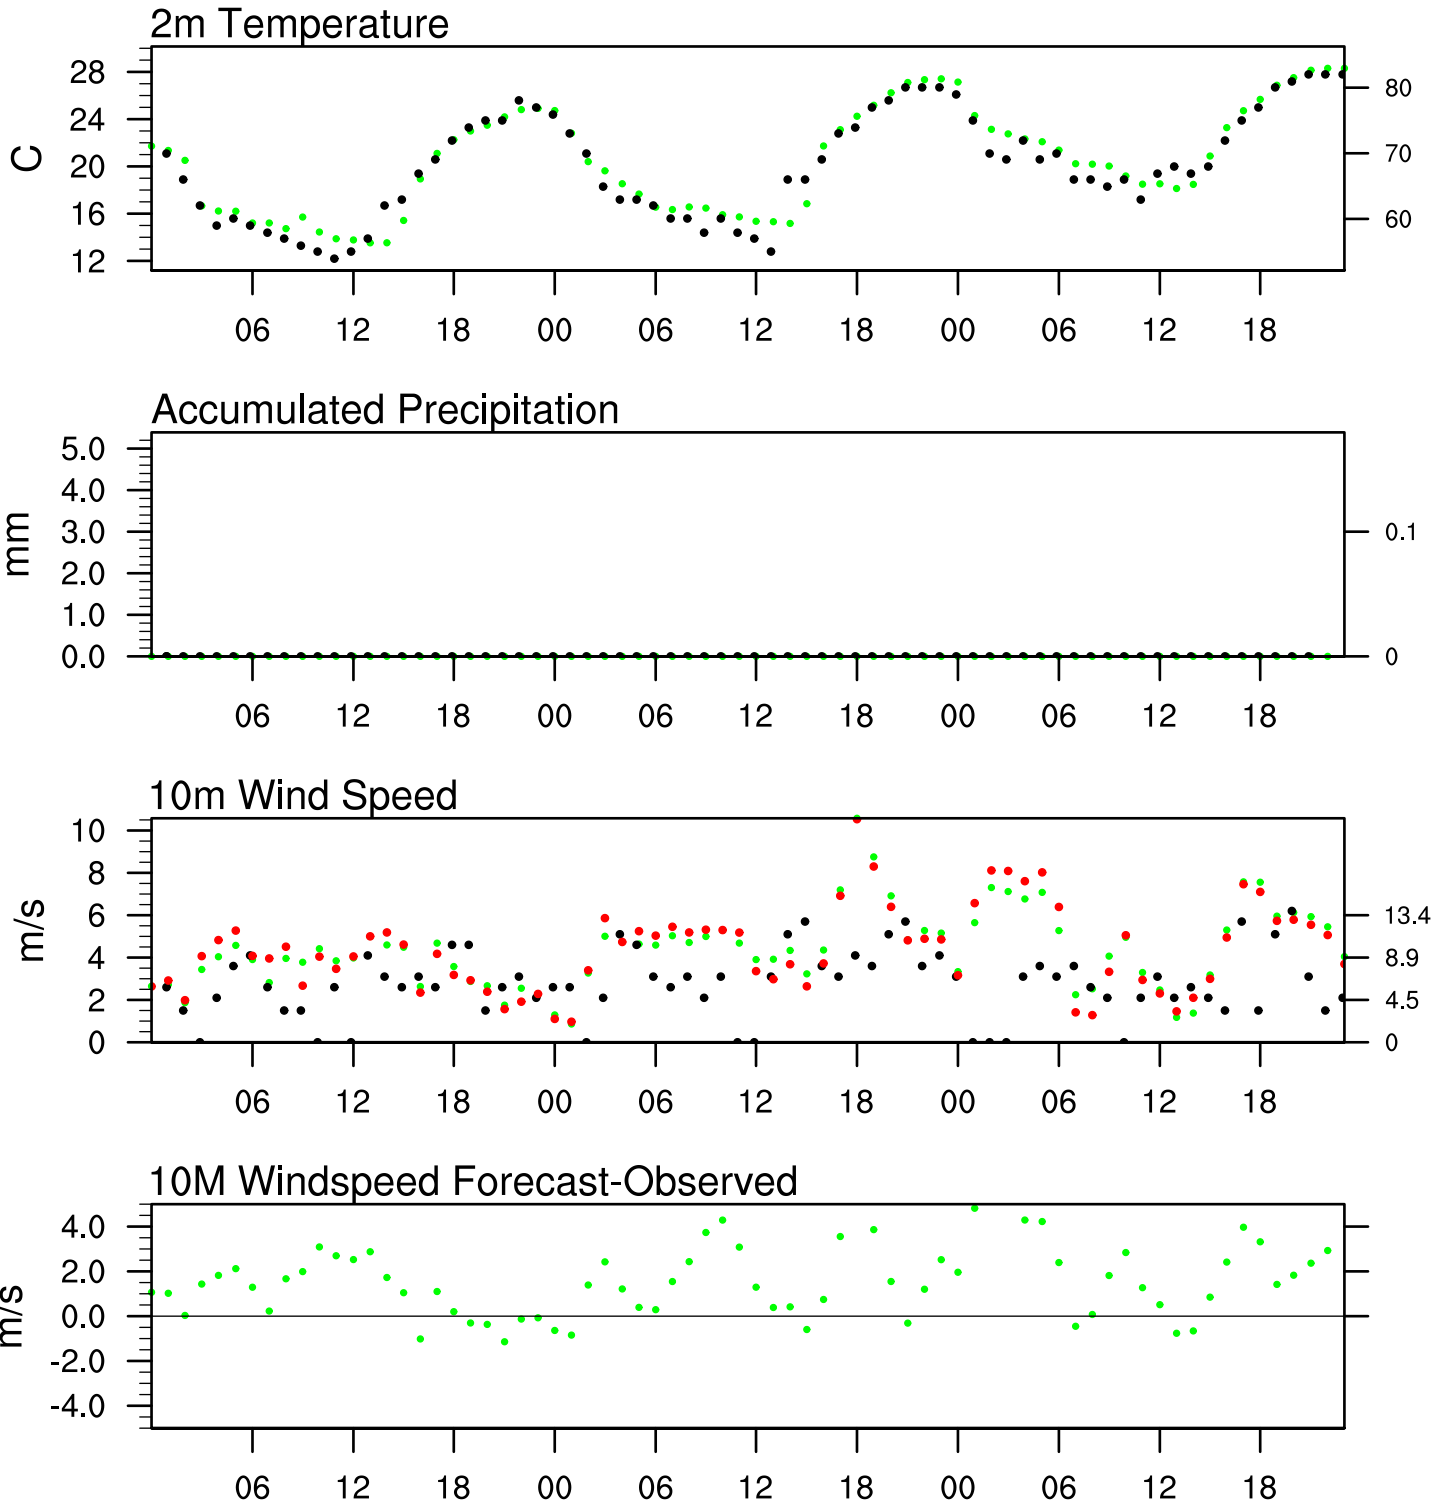 2m Temperature
28
24
20
16
12
C
80
70
60
06 12 18 00 06 12 18 00 06 12 18
Accumulated Precipitation
5.0
4.0
3.0
2.0
1.0
0.0
mm
0.1
0
06 12 18 00 06 12 18 00 06 12 18
10m Wind Speed
10
8
6
4
2
0
m/s
13.4
8.9
4.5
0
06 12 18 00 06 12 18 00 06 12 18
10M Windspeed Forecast-Observed
4.0
2.0
0.0
-2.0
-4.0
m/s
06 12 18 00 06 12 18 00 06 12 18